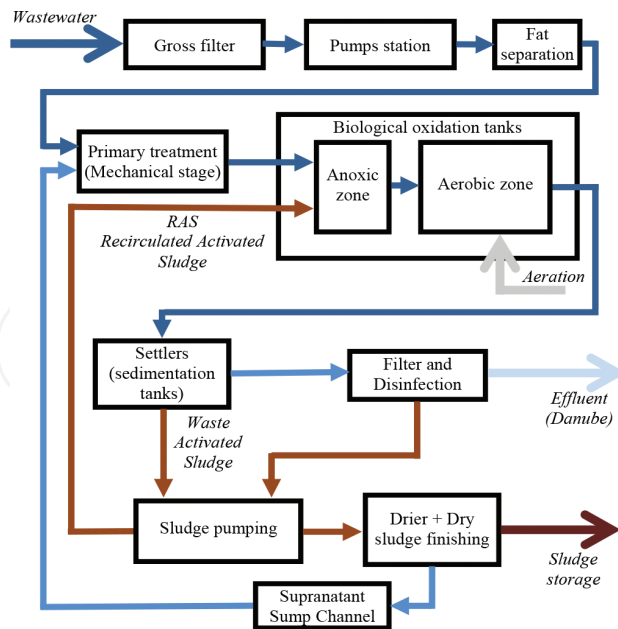 Wastewater
Gross filter
Pumps station
Fat
separation
Biological oxidation tanks
Primary treatment
(Mechanical stage)
Anoxic
zone
Aerobic zone
RAS
Recirculated Activated
Sludge
Aeration
Settlers
(sedimentation
tanks)
Filter and
Disinfection
Effluent
(Danube)
Waste
Activated
Sludge
Sludge pumping
Drier + Dry
sludge finishing
Sludge
storage
Supranatant
Sump Channel